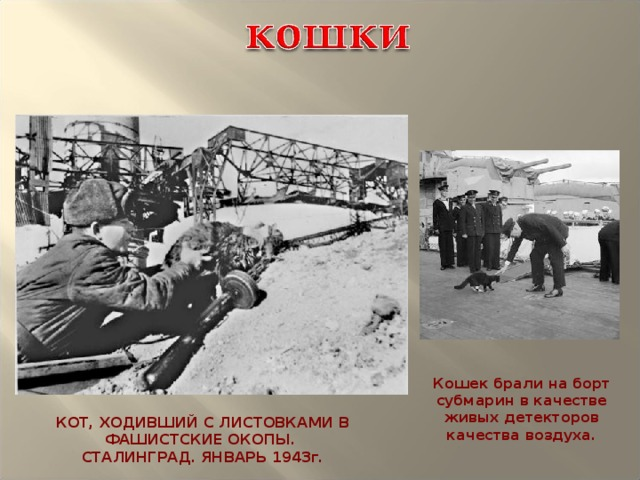 КОШКИ
КОТ, ХОДИВШИЙ С ЛИСТОВКАМИ В
ФАШИСТСКИЕ ОКОПЫ.
СТАЛИНГРАД. ЯНВАРЬ 1943г.
Кошек брали на борт
субмарин в качестве
живых детекторов
качества воздуха.